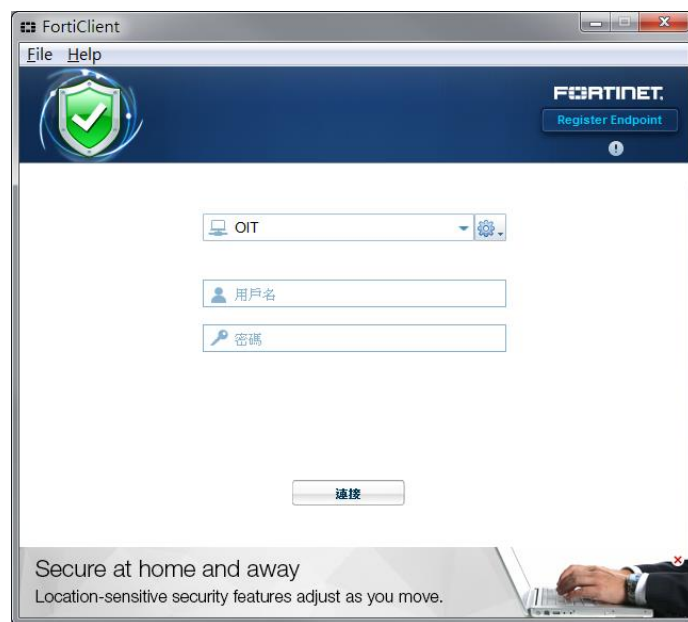 FortiClient
File Help
FORTINET.
Register Endpoint
OIT
用戶名
密碼
連接
Secure at home and away
Location-sensitive security features adjust as you move.